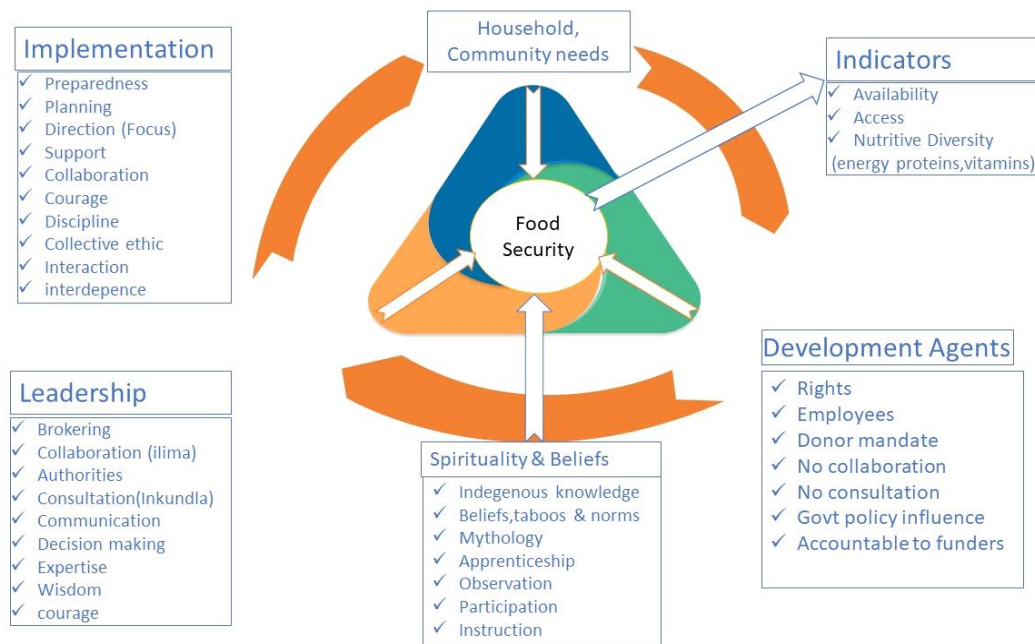 Implementation
Preparedness
Planning
Direction (Focus)
Support
Collaboration
Courage
Discipline
Collective ethic
Interaction
interdepence
Household,
Community needs
Indicators
Availability
Access
Nutritive Diversity
(energy proteins,vitamins)
Food
Security
Leadership
Brokering
Collaboration (ilima)
Authorities
Consultation(Inkundla)
Communication
Decision making
Expertise
Wisdom
courage
Spirituality & Beliefs
Indegenous knowledge
Beliefs,taboos & norms
Mythology
Apprenticeship
Observation
Participation
Instruction
Development Agents
Rights
Employees
Donor mandate
No collaboration
No consultation
Govt policy influence
Accountable to funders